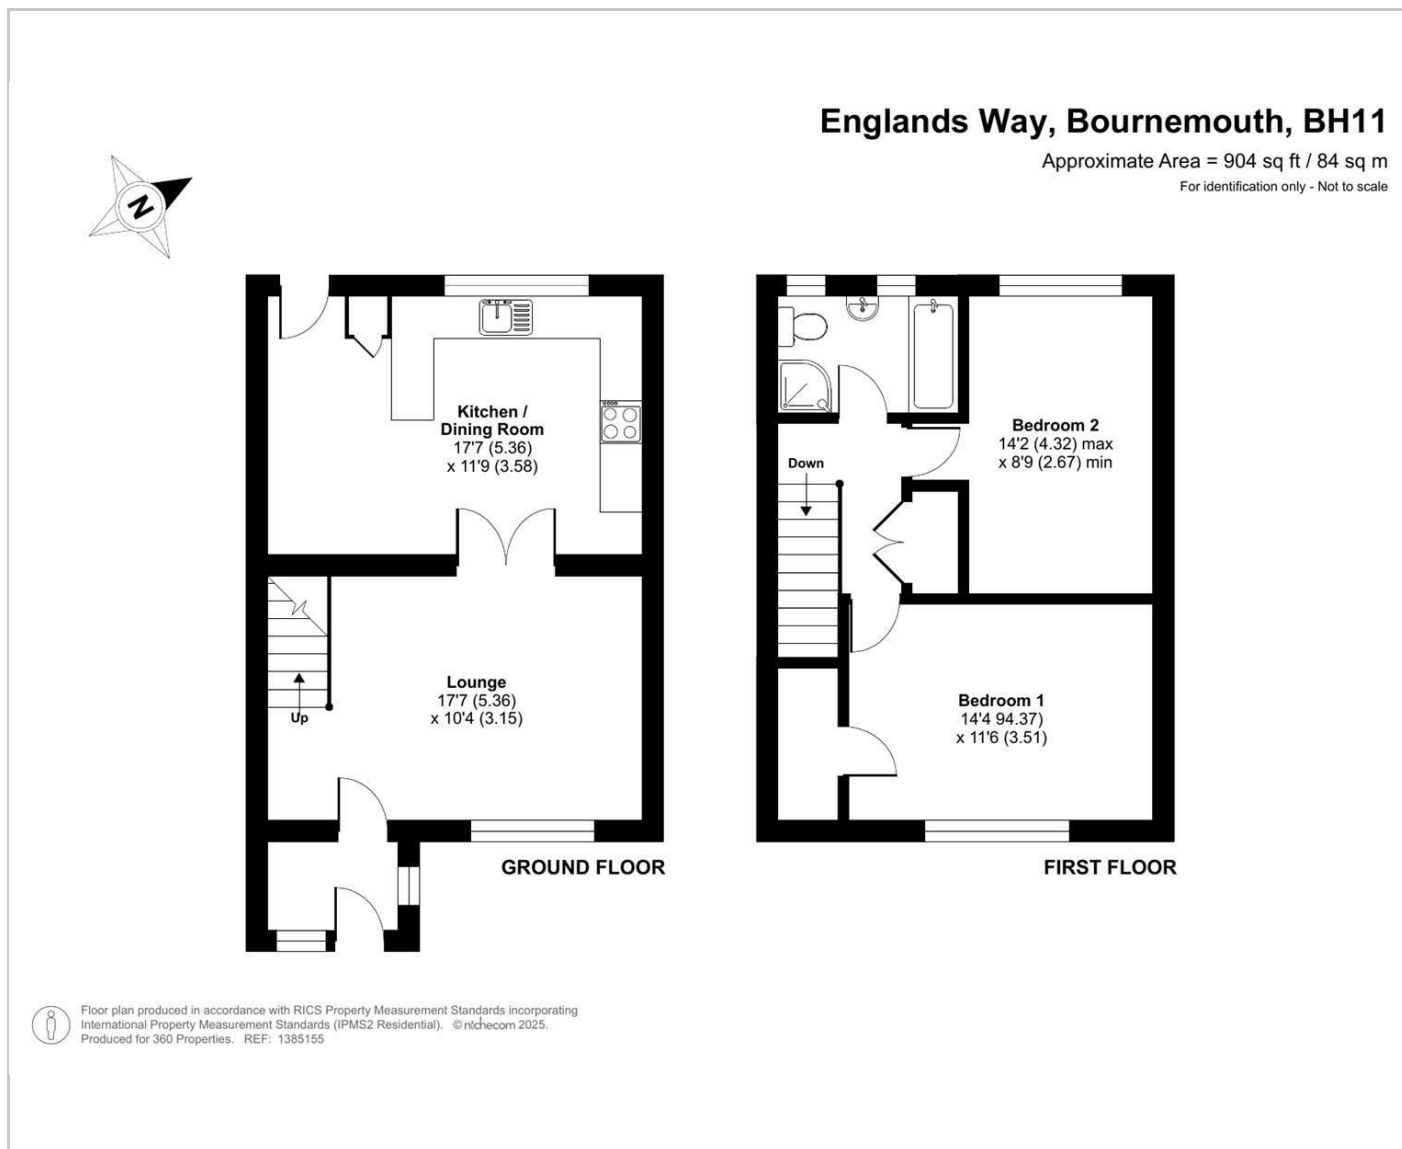 Englands Way, Bournemouth, BH11
Approximate Area = 904 sq ft / 84 sq m
For identification only - Not to scale
N
Kitchen /
Dining Room
17'7 (5.36)
x 11'9 (3.58)
Lounge
17'7 (5.36)
x 10'4 (3.15)
Up
GROUND FLOOR
Down
Bedroom 2
14'2 (4.32) max
x 8'9 (2.67) min
Bedroom 1
14'4 94.37)
x 11'6 (3.51)
FIRST FLOOR
Floor plan produced in accordance with RICS Property Measurement Standards incorporating
International Property Measurement Standards (IPMS2 Residential). © nichecom 2025.
Produced for 360 Properties. REF: 1385155